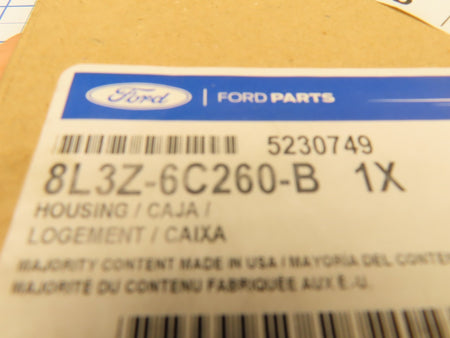 Ford | FORD PARTS
5230749
8L3Z-6C260-B 1X
HOUSING / CAJA /
LOGEMENT / CAIXA
MAJORITY CONTENT MADE IN USA / MAYORÍA DEL CONTE
MAJORITÉ DU CONTENU FABRIQUÉE AUX É.-U.